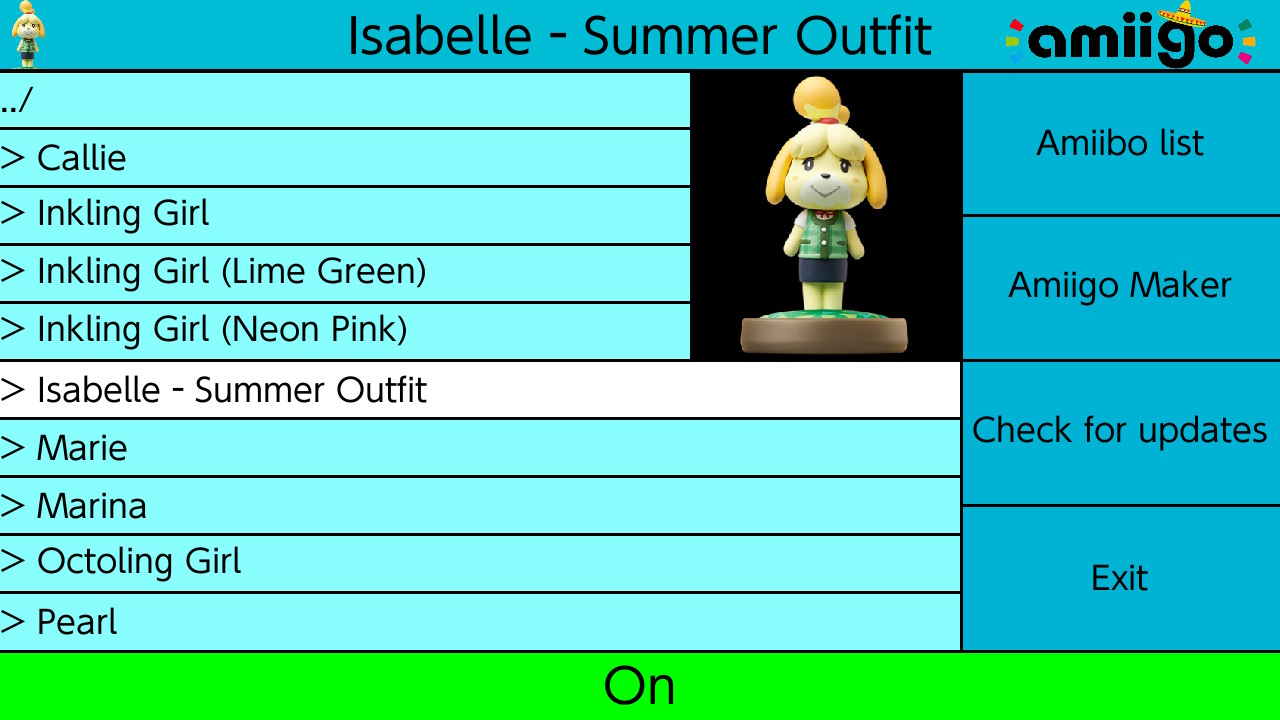 Isabelle - Summer Outfit
amiigo
../
> Callie
> Inkling Girl
> Inkling Girl (Lime Green)
> Inkling Girl (Neon Pink)
> Isabelle - Summer Outfit
> Marie
> Marina
> Octoling Girl
> Pearl
Amiibo list
Amiigo Maker
Check for updates
Exit
On